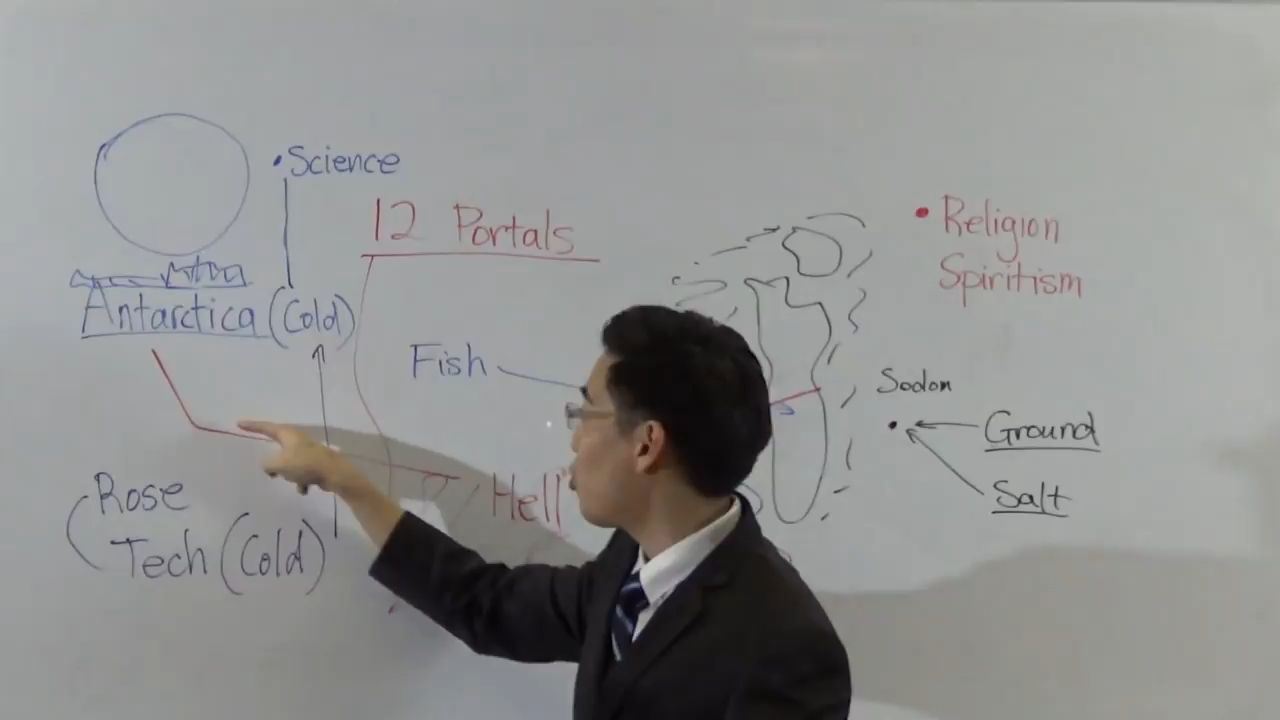 • Science
12 Portals
• Religion
Spiritism
Antarctica (Cold)
Fish
Sodom
Ground
Salt
Hell
Rose
Tech (Cold)